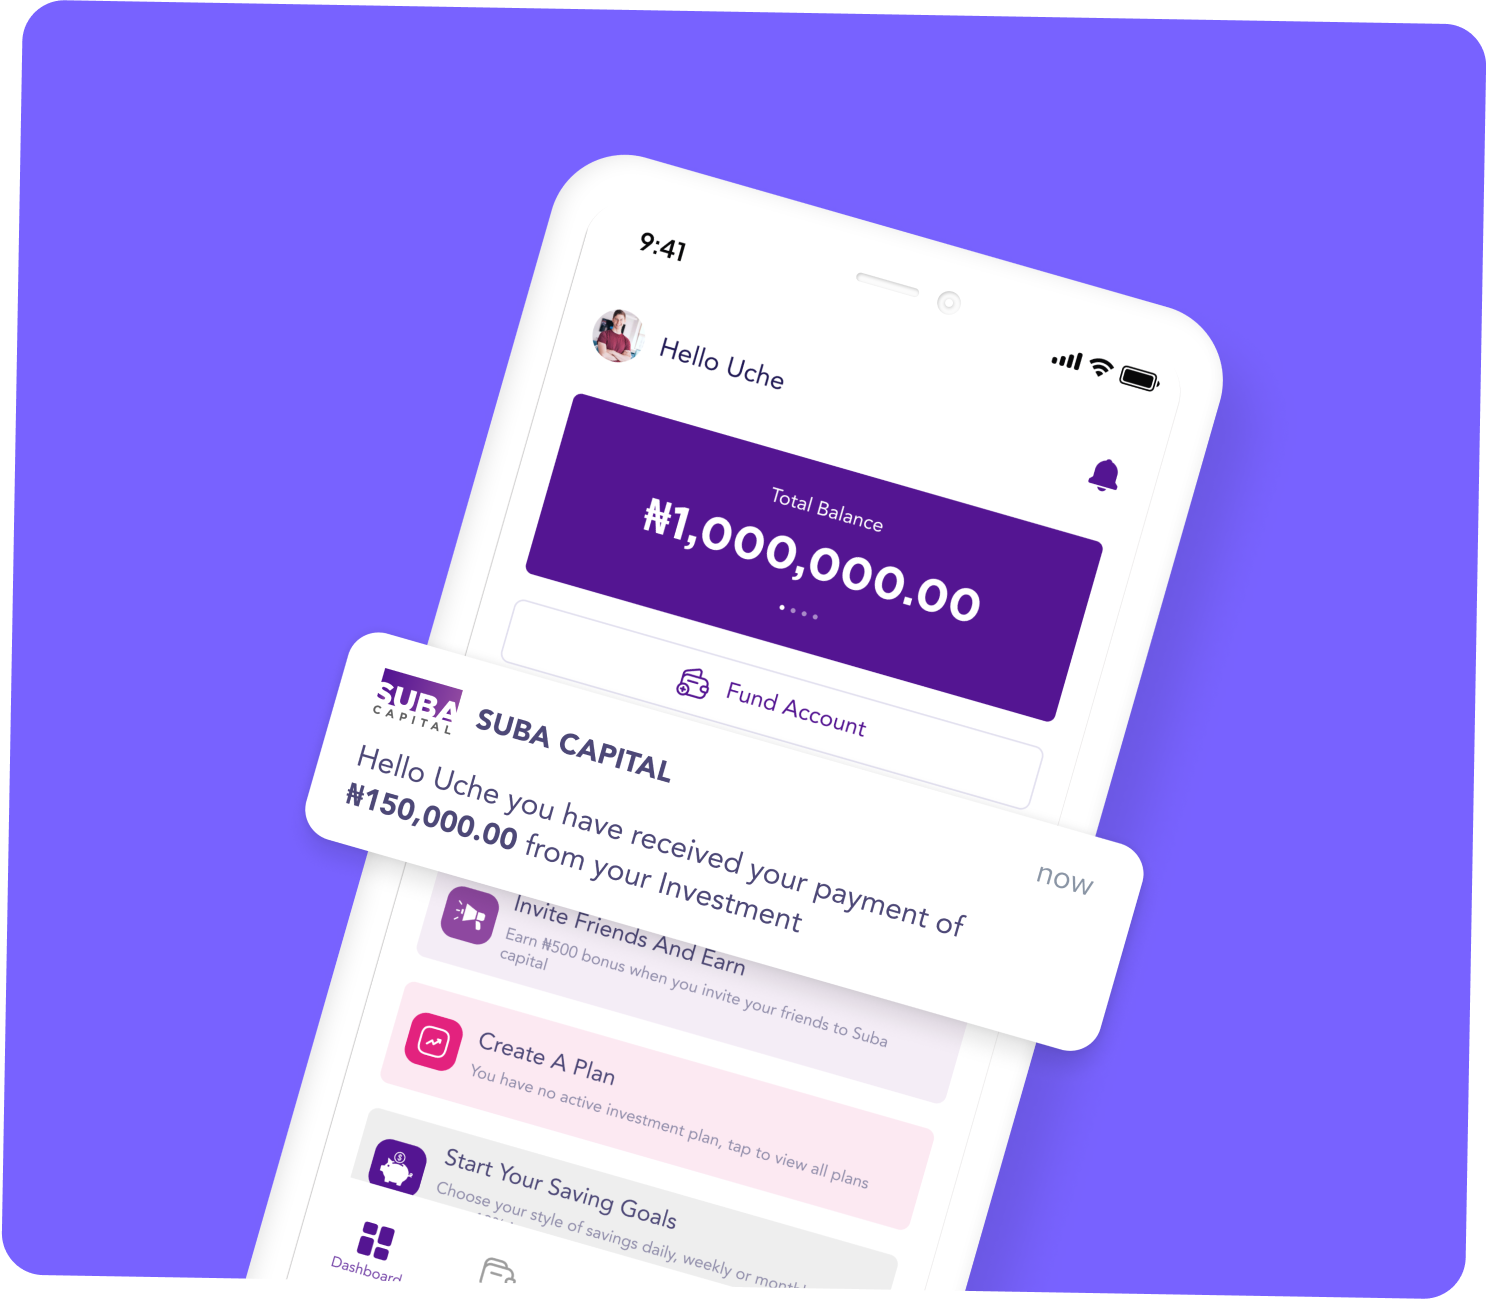 9:41
Hello Uche
Total Balance
₦1,000,000.00
Fund Account
SUBA
CAPITAL
SUBA CAPITAL
now
Hello Uche you have received your payment of
₦150,000.00 from your Investment
Invite Friends And Earn
Earn ₦500 bonus when you invite your friends to Suba
capital
Create A Plan
You have no active investment plan, tap to view all plans
Start Your Saving Goals
Choose your style of savings daily, weekly or monthl
Dashboard